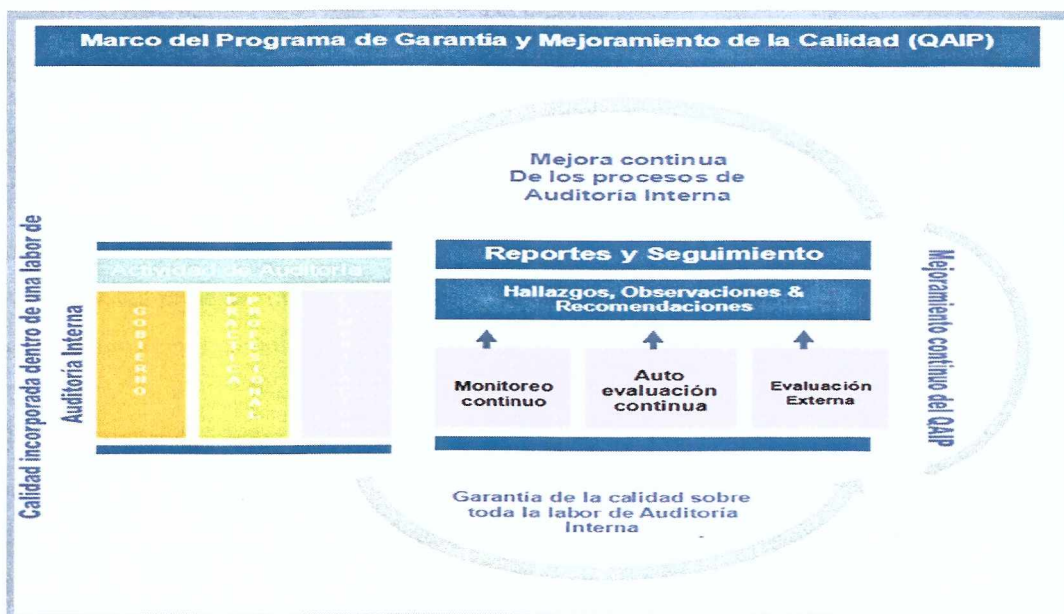 Marco del Programa de Garantía y Mejoramiento de la Calidad (QAIP)
Calidad incorporada dentro de una labor de
Auditoría Interna
Actividad de Auditoría
GOBIERNO
PRACTICA
PROFESIONAL
Mejora continua
De los procesos de
Auditoría Interna
Reportes y Seguimiento
Hallazgos, Observaciones &
Recomendaciones
Monitoreo
continuo
Auto
evaluación
continua
Evaluación
Externa
Garantía de la calidad sobre
toda la labor de Auditoría
Interna
Mejoramiento continuo del QAIP